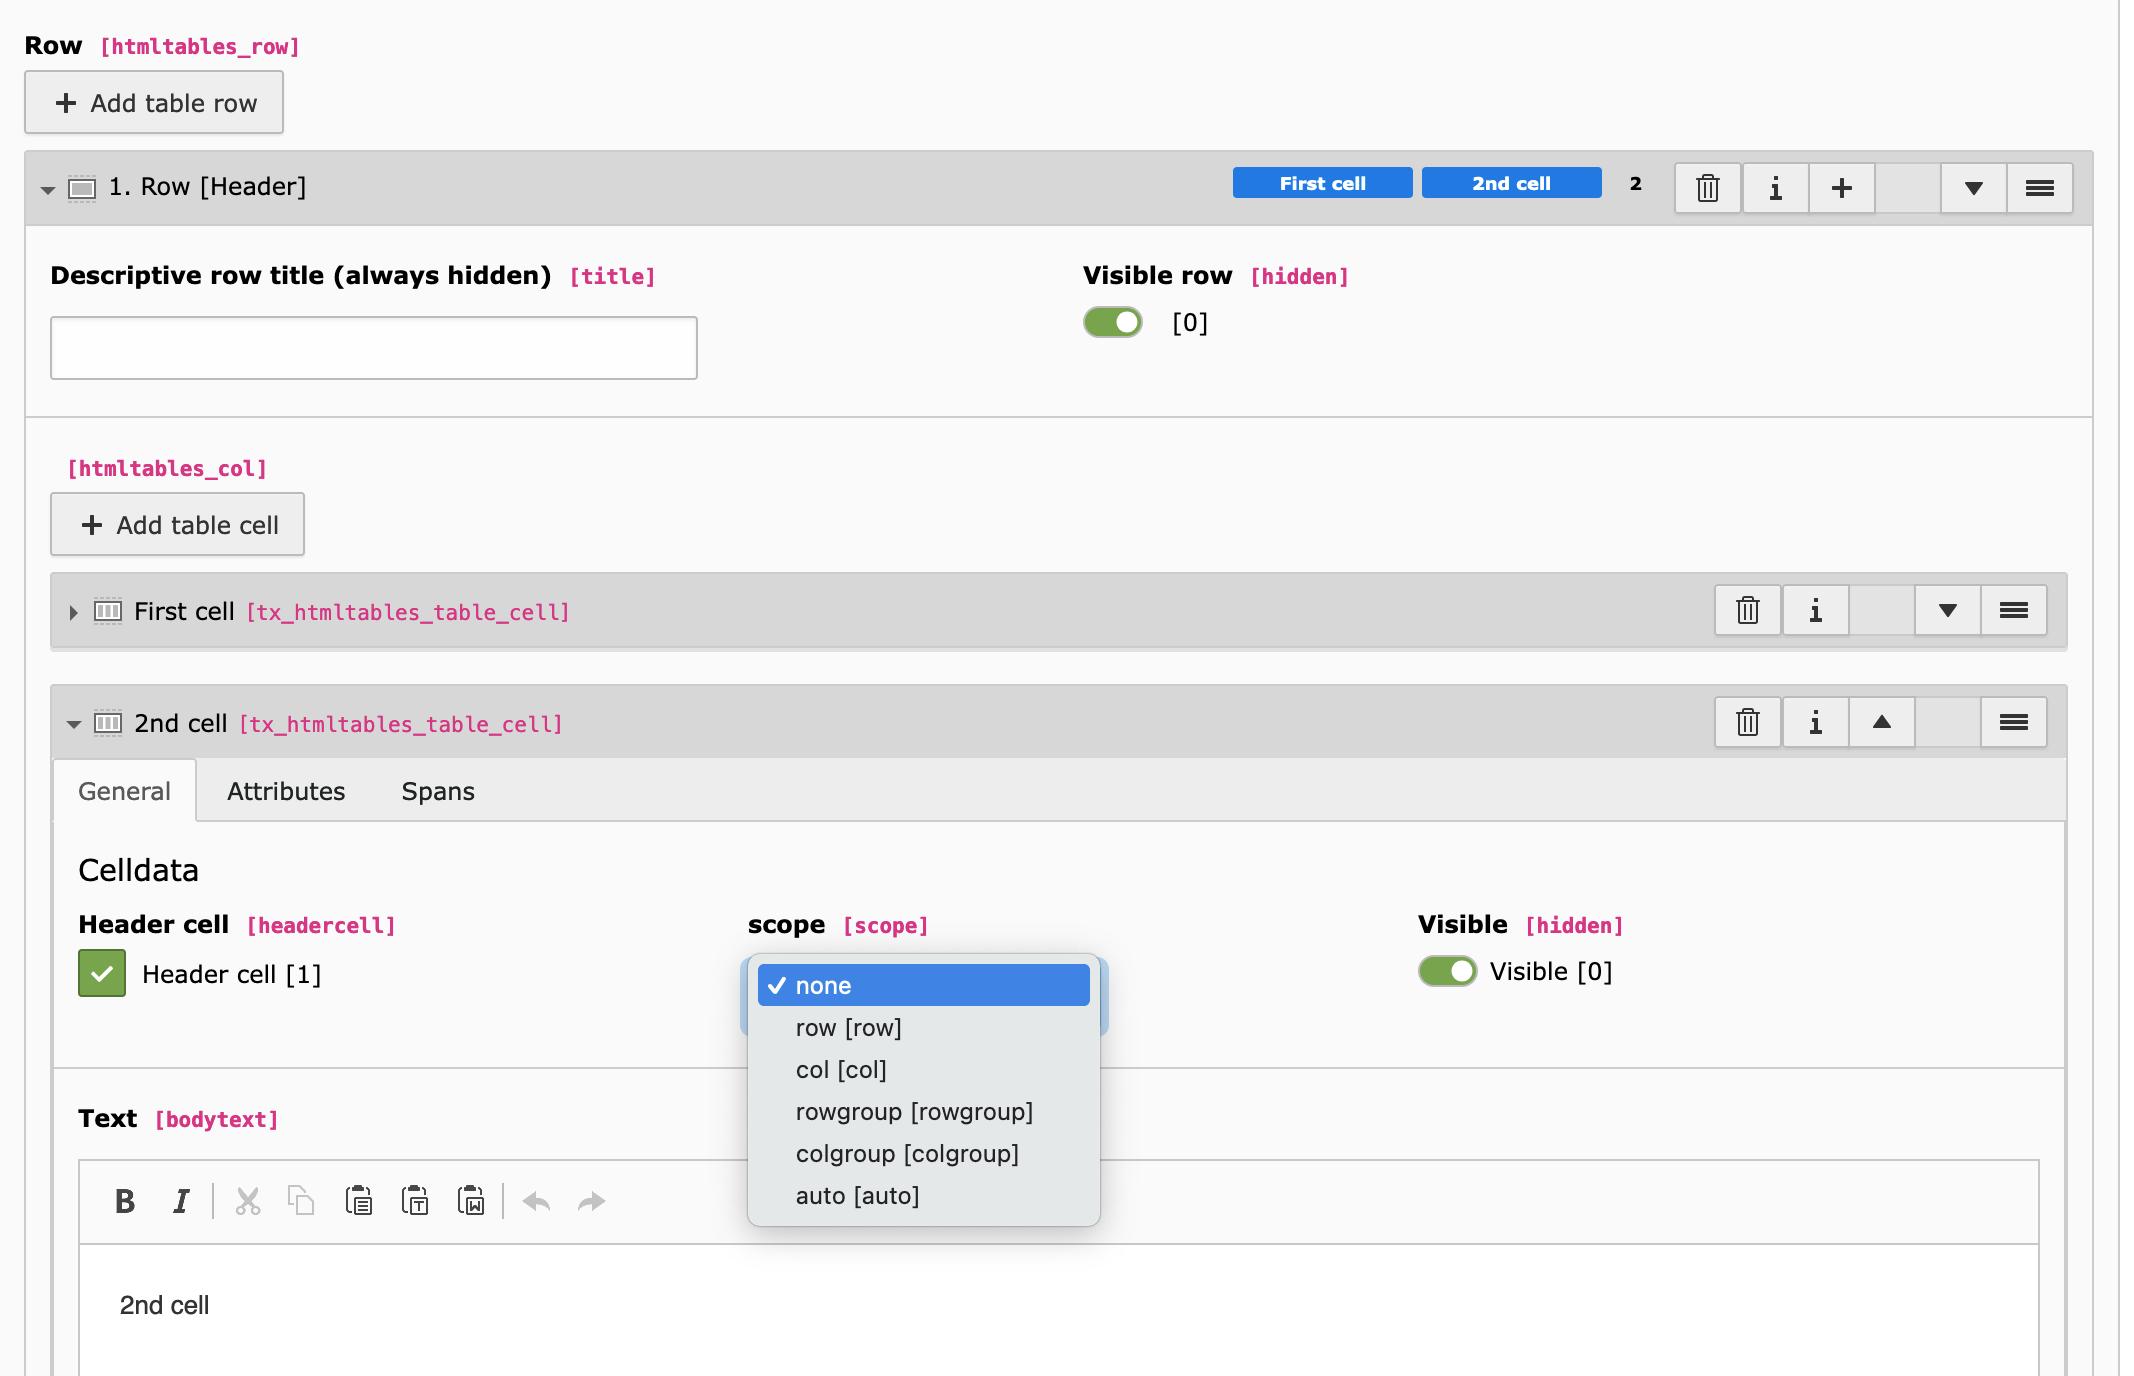 Row [htmltables_row]
+ Add table row
1. Row [Header] First cell 2nd cell 2
Descriptive row title (always hidden) [title] Visible row [hidden]
[0]
[htmltables_col]
+ Add table cell
First cell [tx_htmltables_table_cell]
2nd cell [tx_htmltables_table_cell]
General Attributes Spans
Celldata
Header cell [headercell] scope [scope] Visible [hidden]
Header cell [1] Visible [0]
none
row [row]
col [col]
rowgroup [rowgroup]
colgroup [colgroup]
auto [auto]
Text [bodytext]
B I
2nd cell